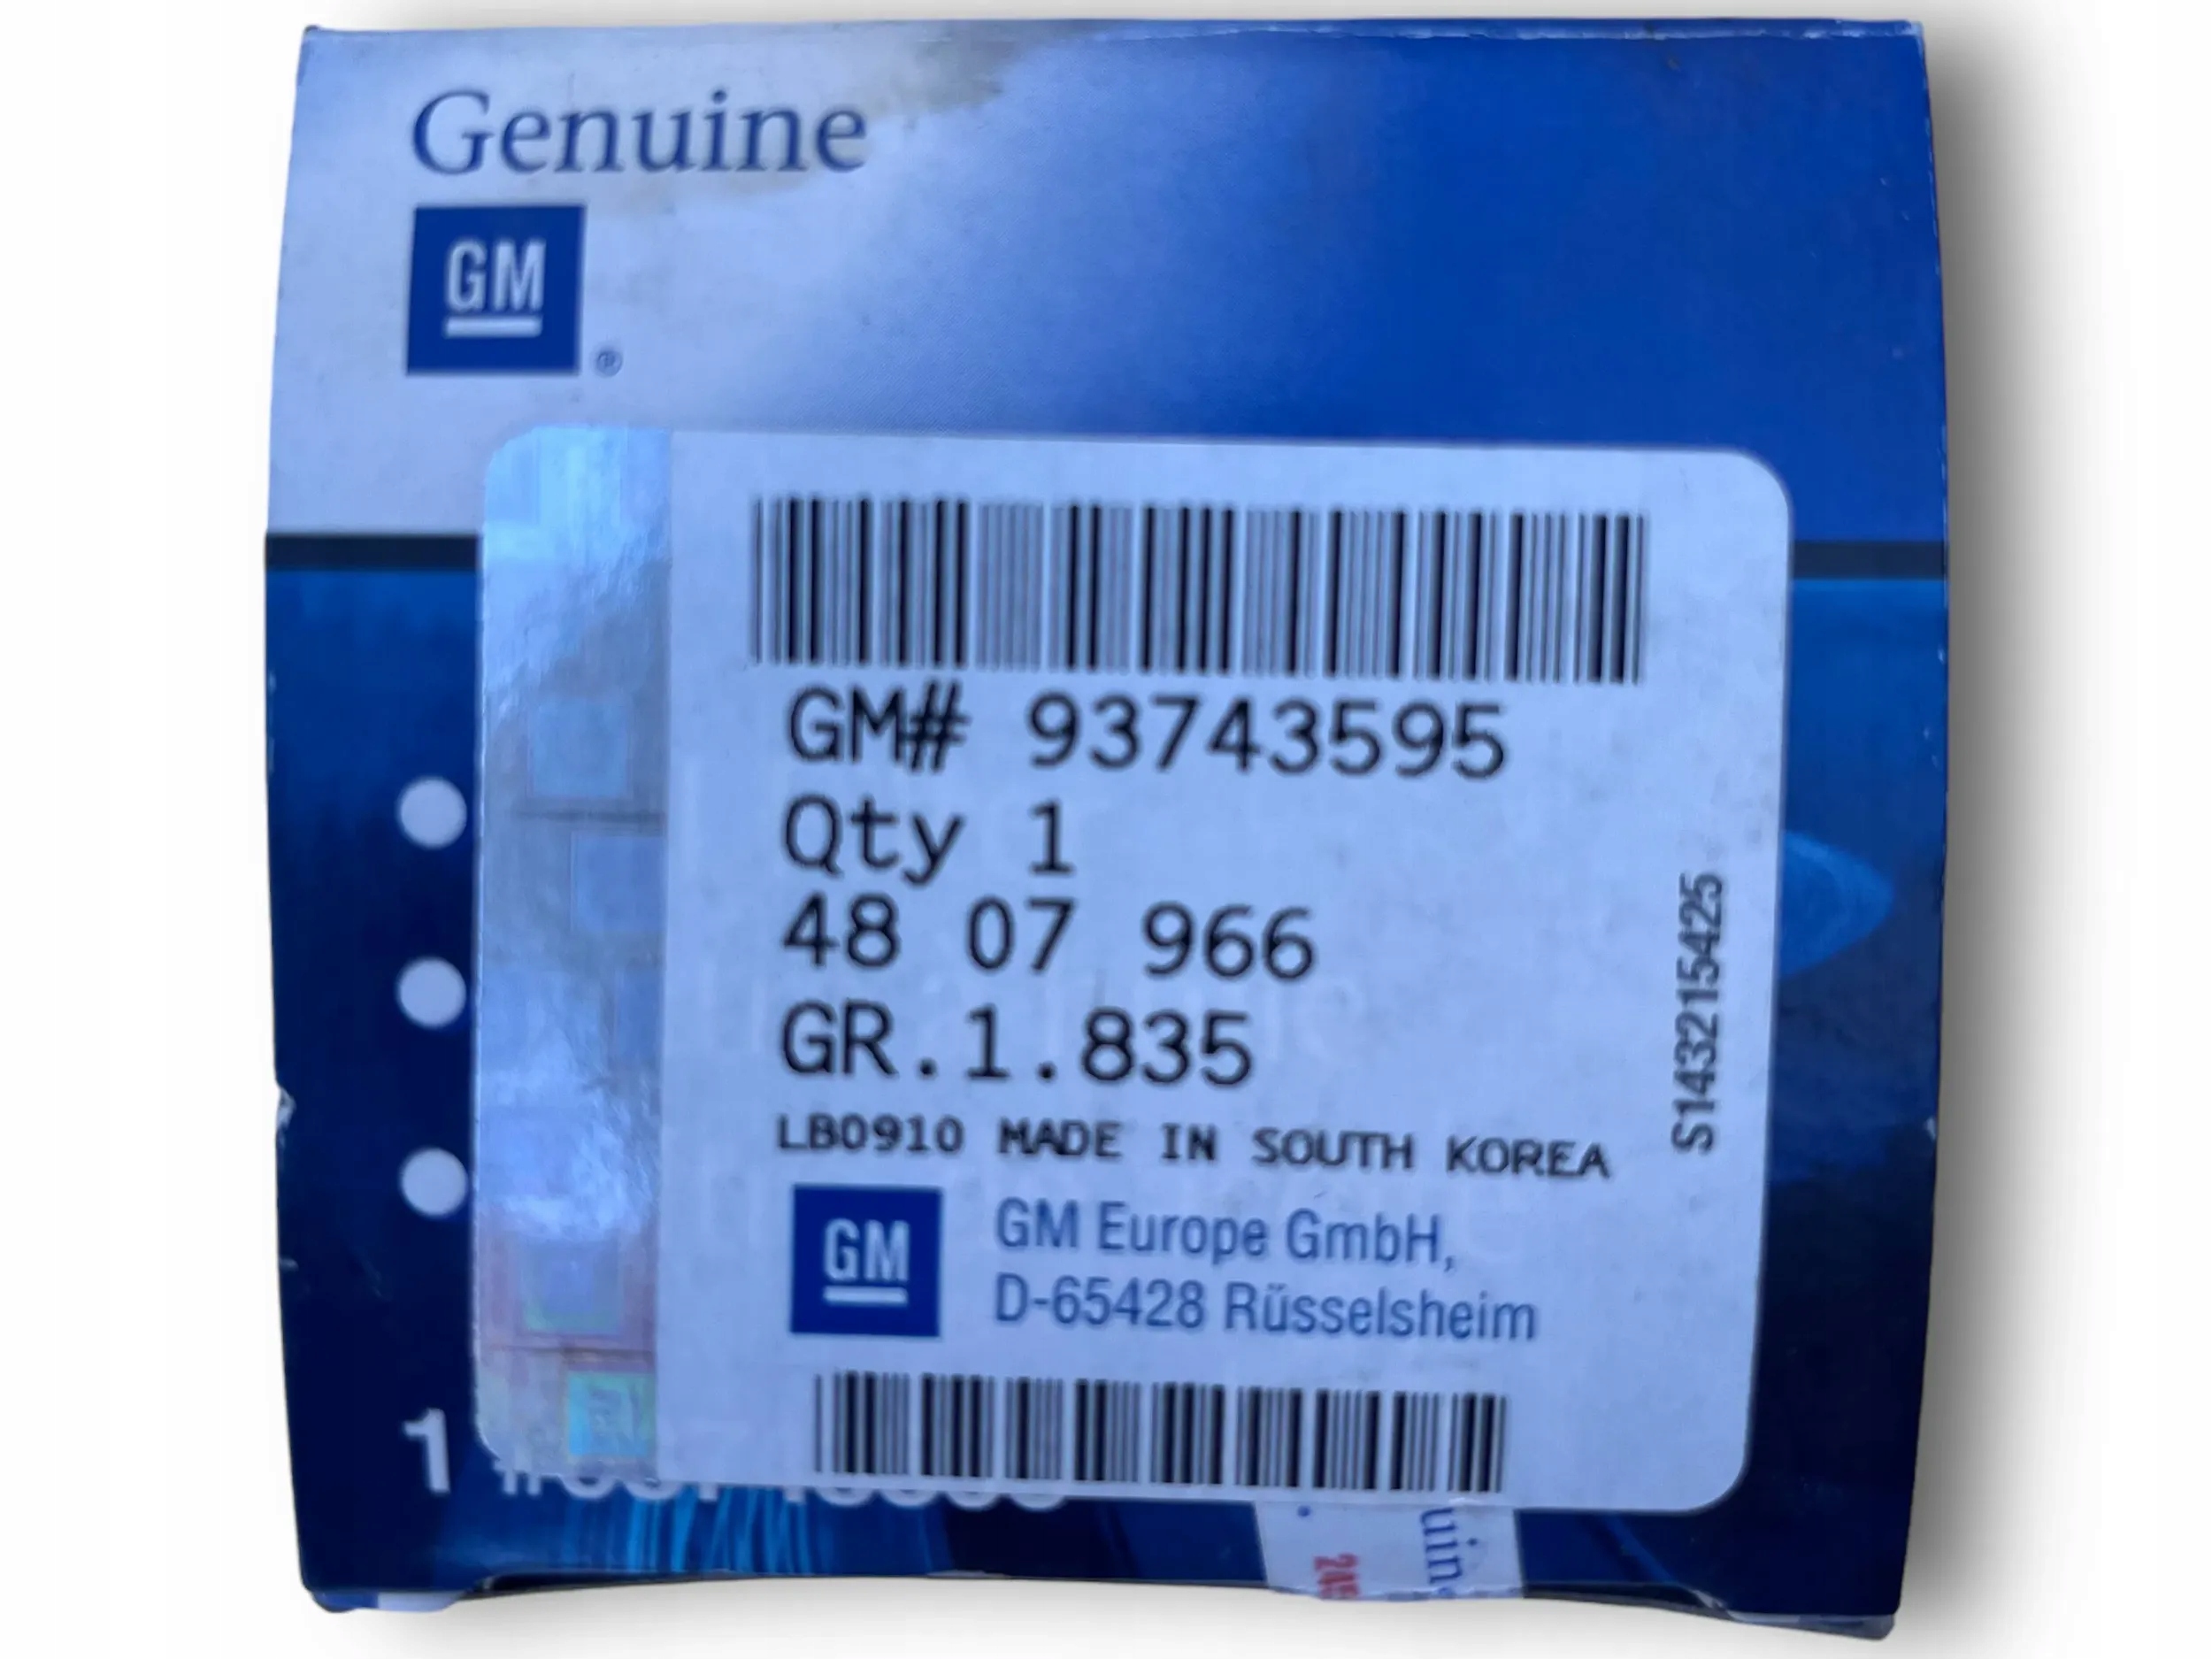 Genuine
GM
®
GM# 93743595
Qty 1
48 07 966
GR.1.835
LB0910 MADE IN SOUTH KOREA
S143215425
GM
GM Europe GmbH,
D-65428 Rüsselsheim
1